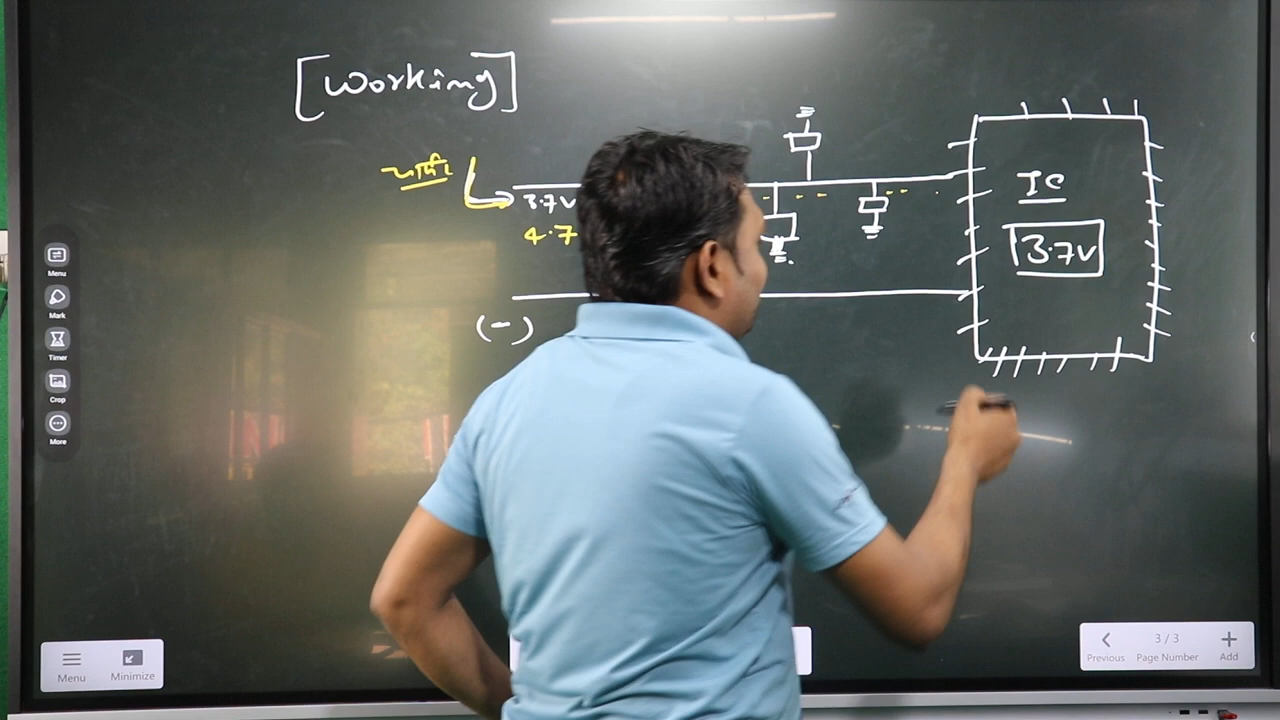 [Working]
3.7V
4.7
(-)
IC
3.7V
Menu
Mark
Timer
Crop
More
Menu
Minimize
Previous
3 / 3
Page Number
Add